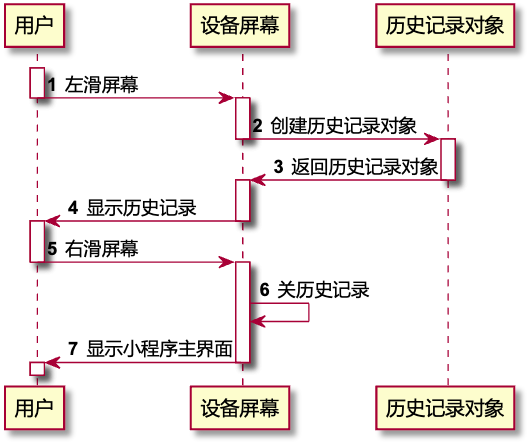 用户 设备屏幕 历史记录对象
1 左滑屏幕
2 创建历史记录对象
3 返回历史记录对象
4 显示历史记录
5 右滑屏幕
6 关历史记录
7 显示小程序主界面
用户 设备屏幕 历史记录对象